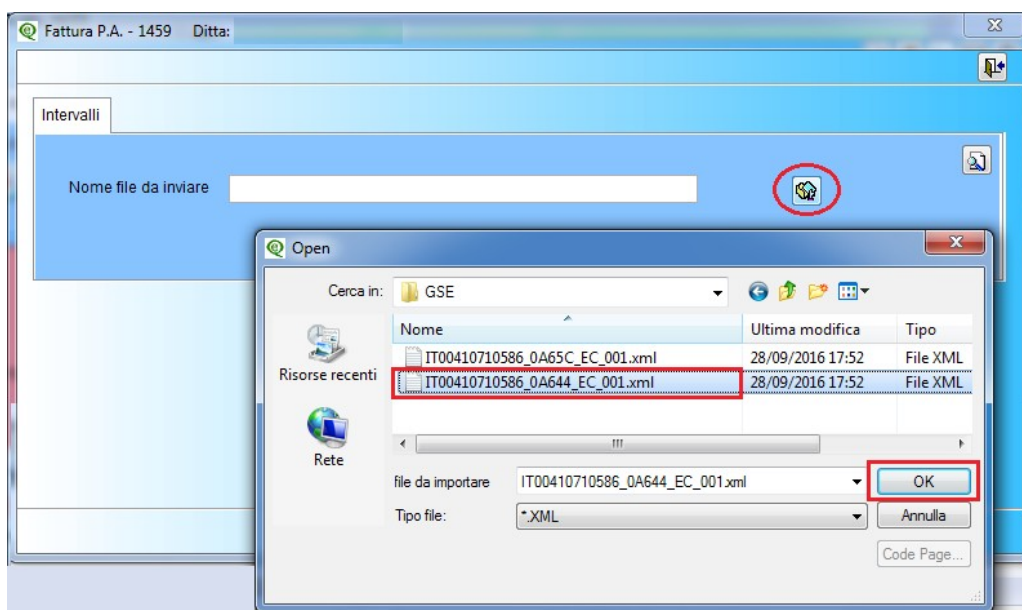 Fattura P.A. - 1459 Ditta:
Intervalli
Nome file da inviare
Open
Cerca in: GSE
Nome Ultima modifica Tipo
IT00410710586_0A65C_EC_001.xml 28/09/2016 17:52 File XML
IT00410710586_0A644_EC_001.xml 28/09/2016 17:52 File XML
Risorse recenti
Rete
file da importare IT00410710586_0A644_EC_001.xml OK
Tipo file: *.XML Annulla
Code Page...